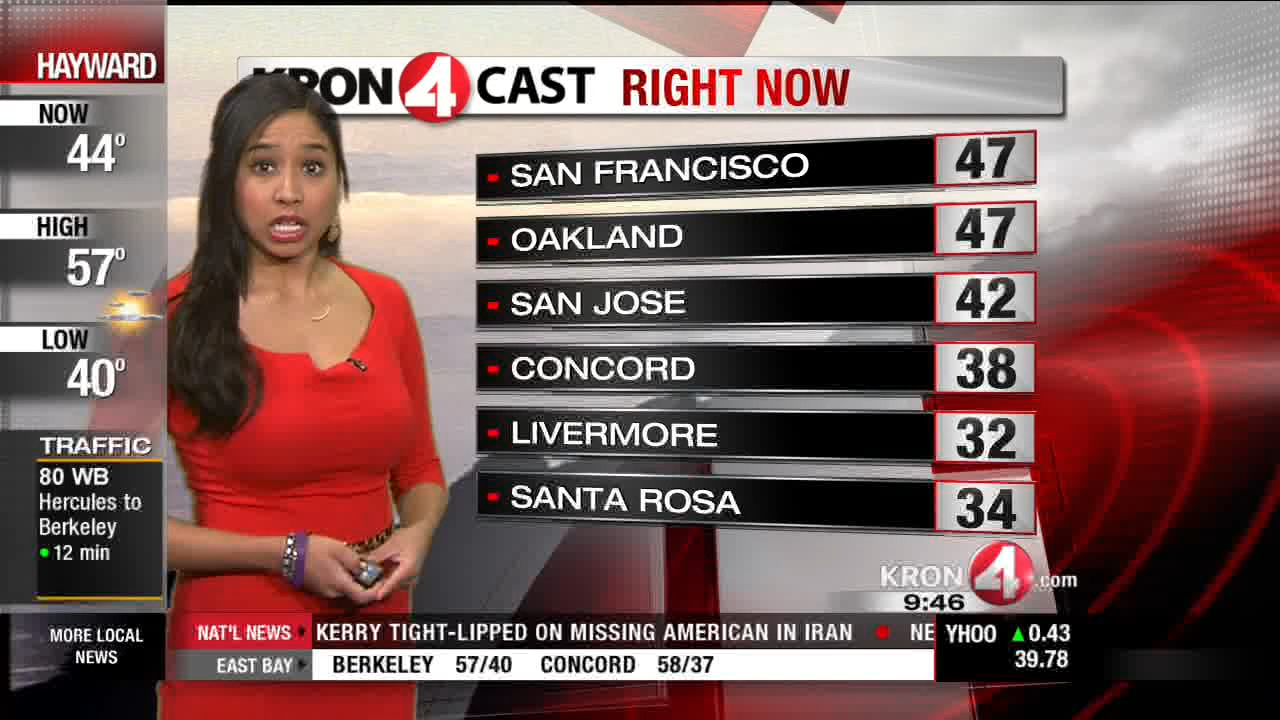 HAYWARD
NOW
44°
HIGH
57°
LOW
40°
TRAFFIC
80 WB
Hercules to
Berkeley
12 min
MORE LOCAL
NEWS
KRON 4 CAST RIGHT NOW
SAN FRANCISCO 47
OAKLAND 47
SAN JOSE 42
CONCORD 38
LIVERMORE 32
SANTA ROSA 34
KRON 4 .com
9:46
NAT'L NEWS KERRY TIGHT-LIPPED ON MISSING AMERICAN IN IRAN NE
EAST BAY BERKELEY 57/40 CONCORD 58/37
YHOO 0.43
39.78